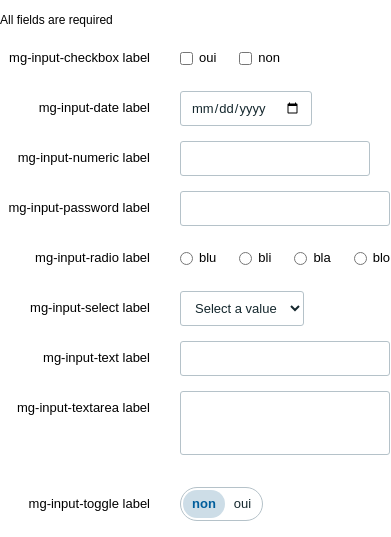 All fields are required
mg-input-checkbox label oui non
mg-input-date label mm/dd/yyyy
mg-input-numeric label
mg-input-password label
mg-input-radio label blu bli bla blo
mg-input-select label Select a value
mg-input-text label
mg-input-textarea label
mg-input-toggle label non oui